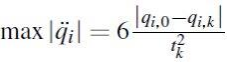 max |q̈ᵢ| = 6 |qᵢ,₀−qᵢ,ₖ| / tₖ²